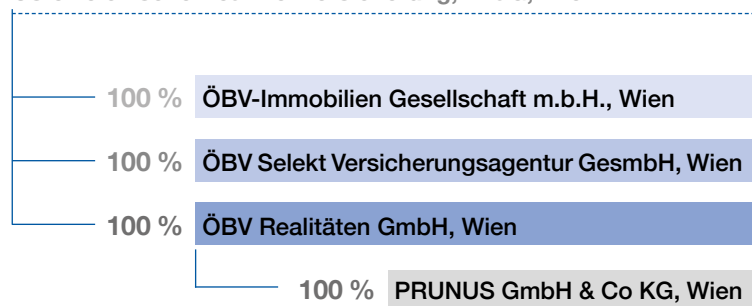 100 % ÖBV-Immobilien Gesellschaft m.b.H., Wien
100 % ÖBV Selekt Versicherungsagentur GesmbH, Wien
100 % ÖBV Realitäten GmbH, Wien
100 % PRUNUS GmbH & Co KG, Wien